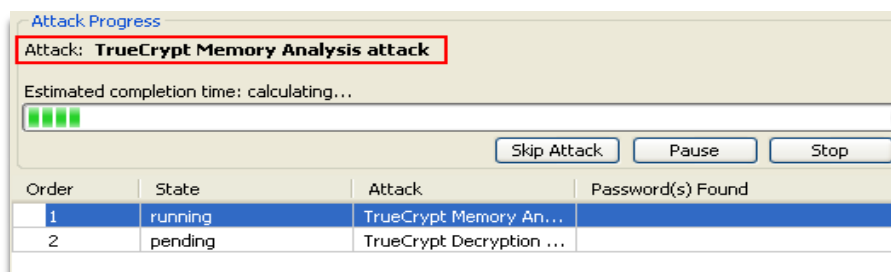 Attack Progress
Attack: TrueCrypt Memory Analysis attack
Estimated completion time: calculating...
Skip Attack Pause Stop
Order State Attack Password(s) Found
1 running TrueCrypt Memory An...
2 pending TrueCrypt Decryption ...